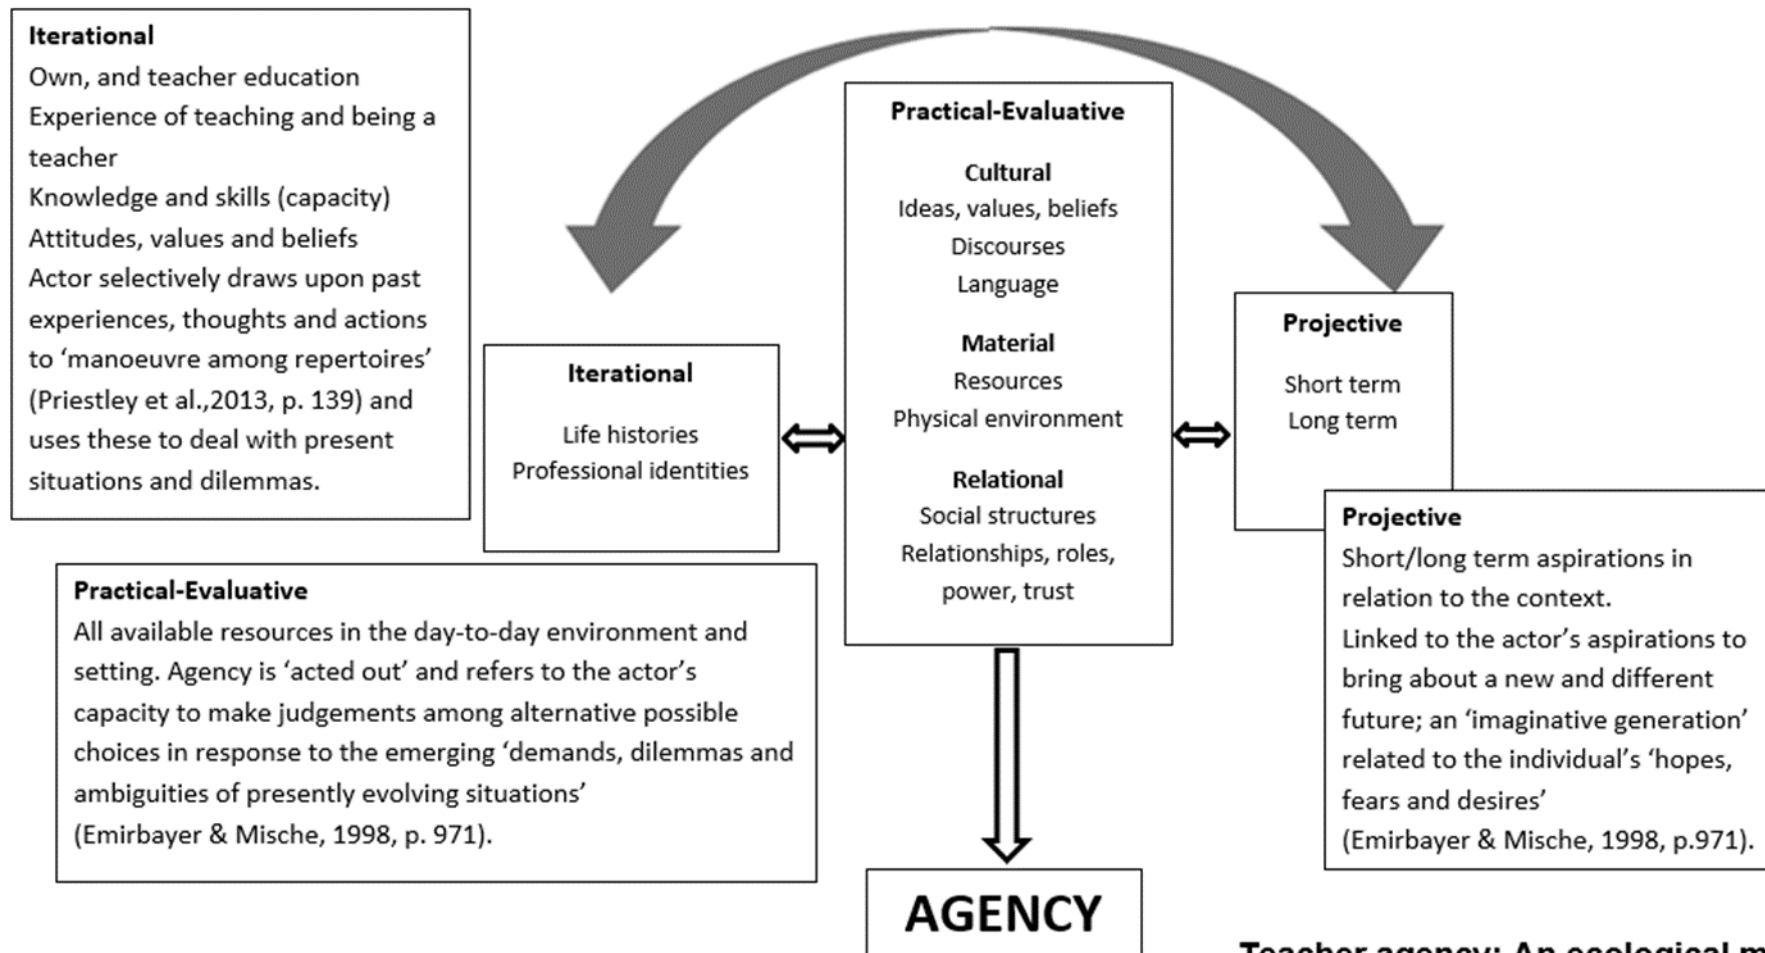 Iterational
Own, and teacher education
Experience of teaching and being a
teacher
Knowledge and skills (capacity)
Attitudes, values and beliefs
Actor selectively draws upon past
experiences, thoughts and actions
to ‘manoeuvre among repertoires’
(Priestley et al.,2013, p. 139) and
uses these to deal with present
situations and dilemmas.
Iterational
Life histories
Professional identities
Practical-Evaluative
Cultural
Ideas, values, beliefs
Discourses
Language
Material
Resources
Physical environment
Relational
Social structures
Relationships, roles,
power, trust
Projective
Short term
Long term
Projective
Short/long term aspirations in
relation to the context.
Linked to the actor’s aspirations to
bring about a new and different
future; an ‘imaginative generation’
related to the individual’s ‘hopes,
fears and desires’
(Emirbayer & Mische, 1998, p.971).
Practical-Evaluative
All available resources in the day-to-day environment and
setting. Agency is ‘acted out’ and refers to the actor’s
capacity to make judgements among alternative possible
choices in response to the emerging ‘demands, dilemmas and
ambiguities of presently evolving situations’
(Emirbayer & Mische, 1998, p. 971).
AGENCY
Teacher agency: An ecological